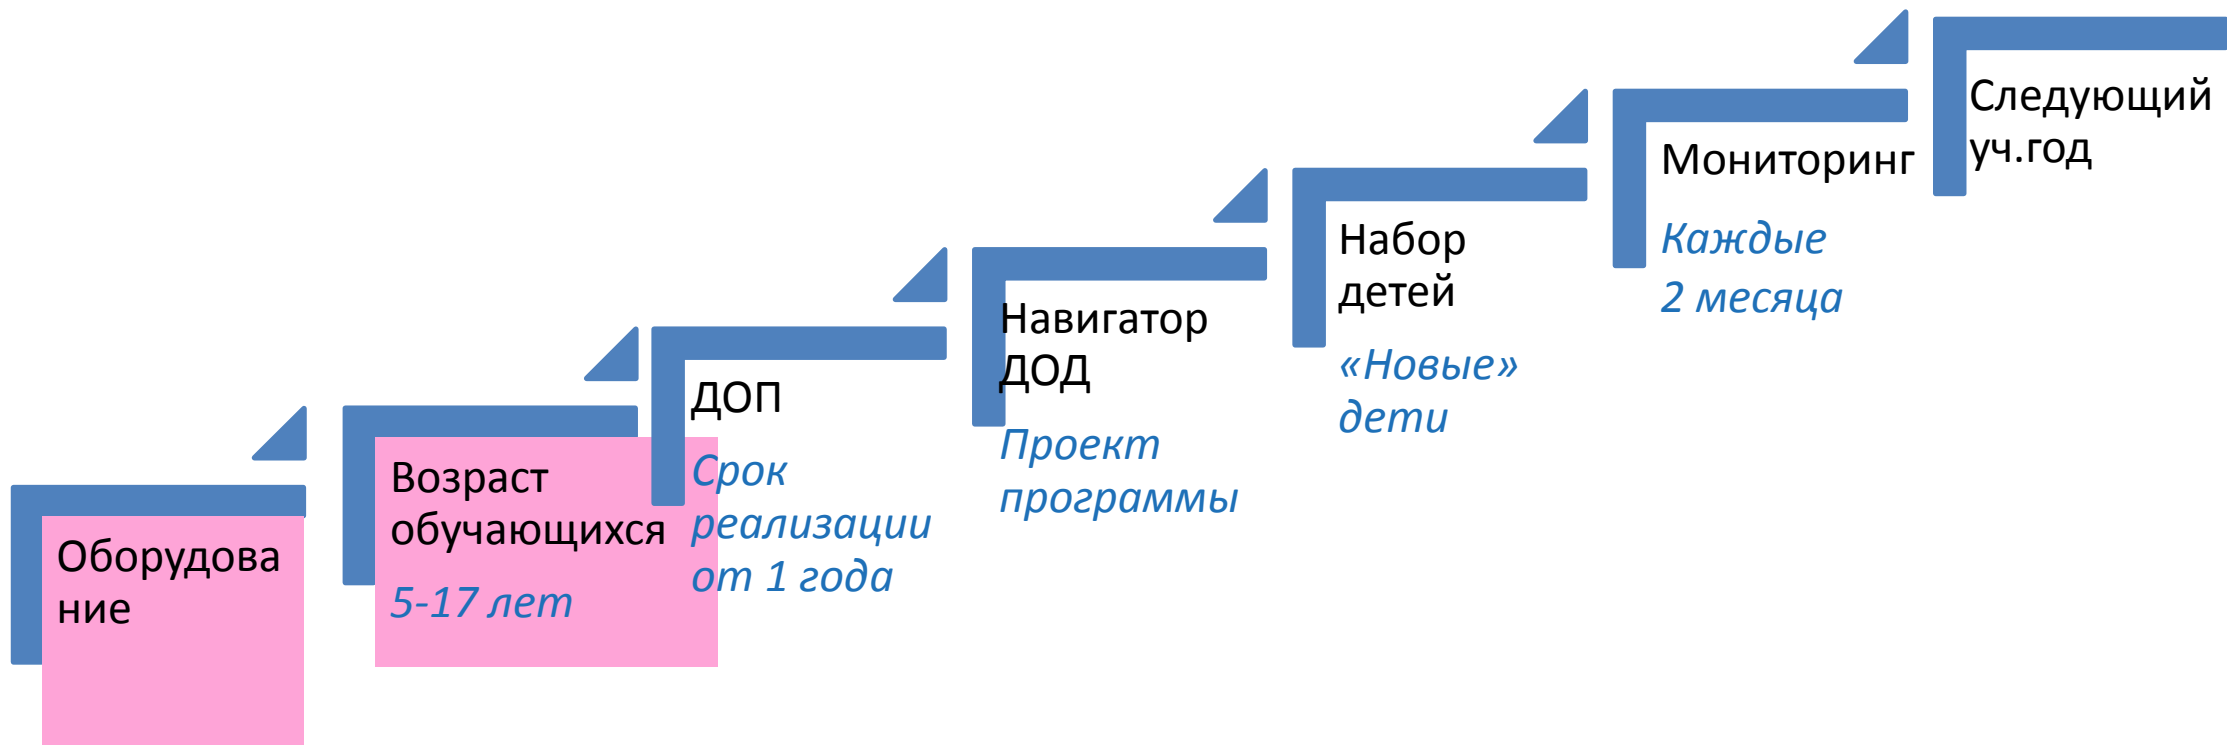 Оборудова
ние
Возраст
обучающихся
5-17 лет
ДОП
Срок
реализации
от 1 года
Навигатор
ДОД
Проект
программы
Набор
детей
«Новые»
дети
Мониторинг
Каждые
2 месяца
Следующий
уч.год